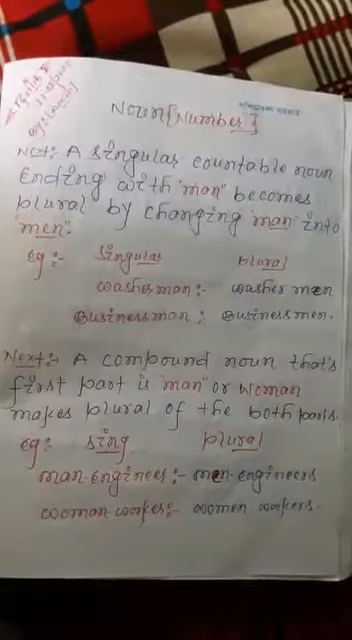 Noun [Number]
Next:- A singular countable noun
ending with "man" becomes
plural by changing "man" into
"men".
eg:- singular plural
washerman:- washermen
Businessman: Businessmen.
Next:- A compound noun that's
first part is "man" or woman
makes plural of the both parts.
eg:- sing plural
man-engineer:- men-engineers
woman-worker:- women workers.